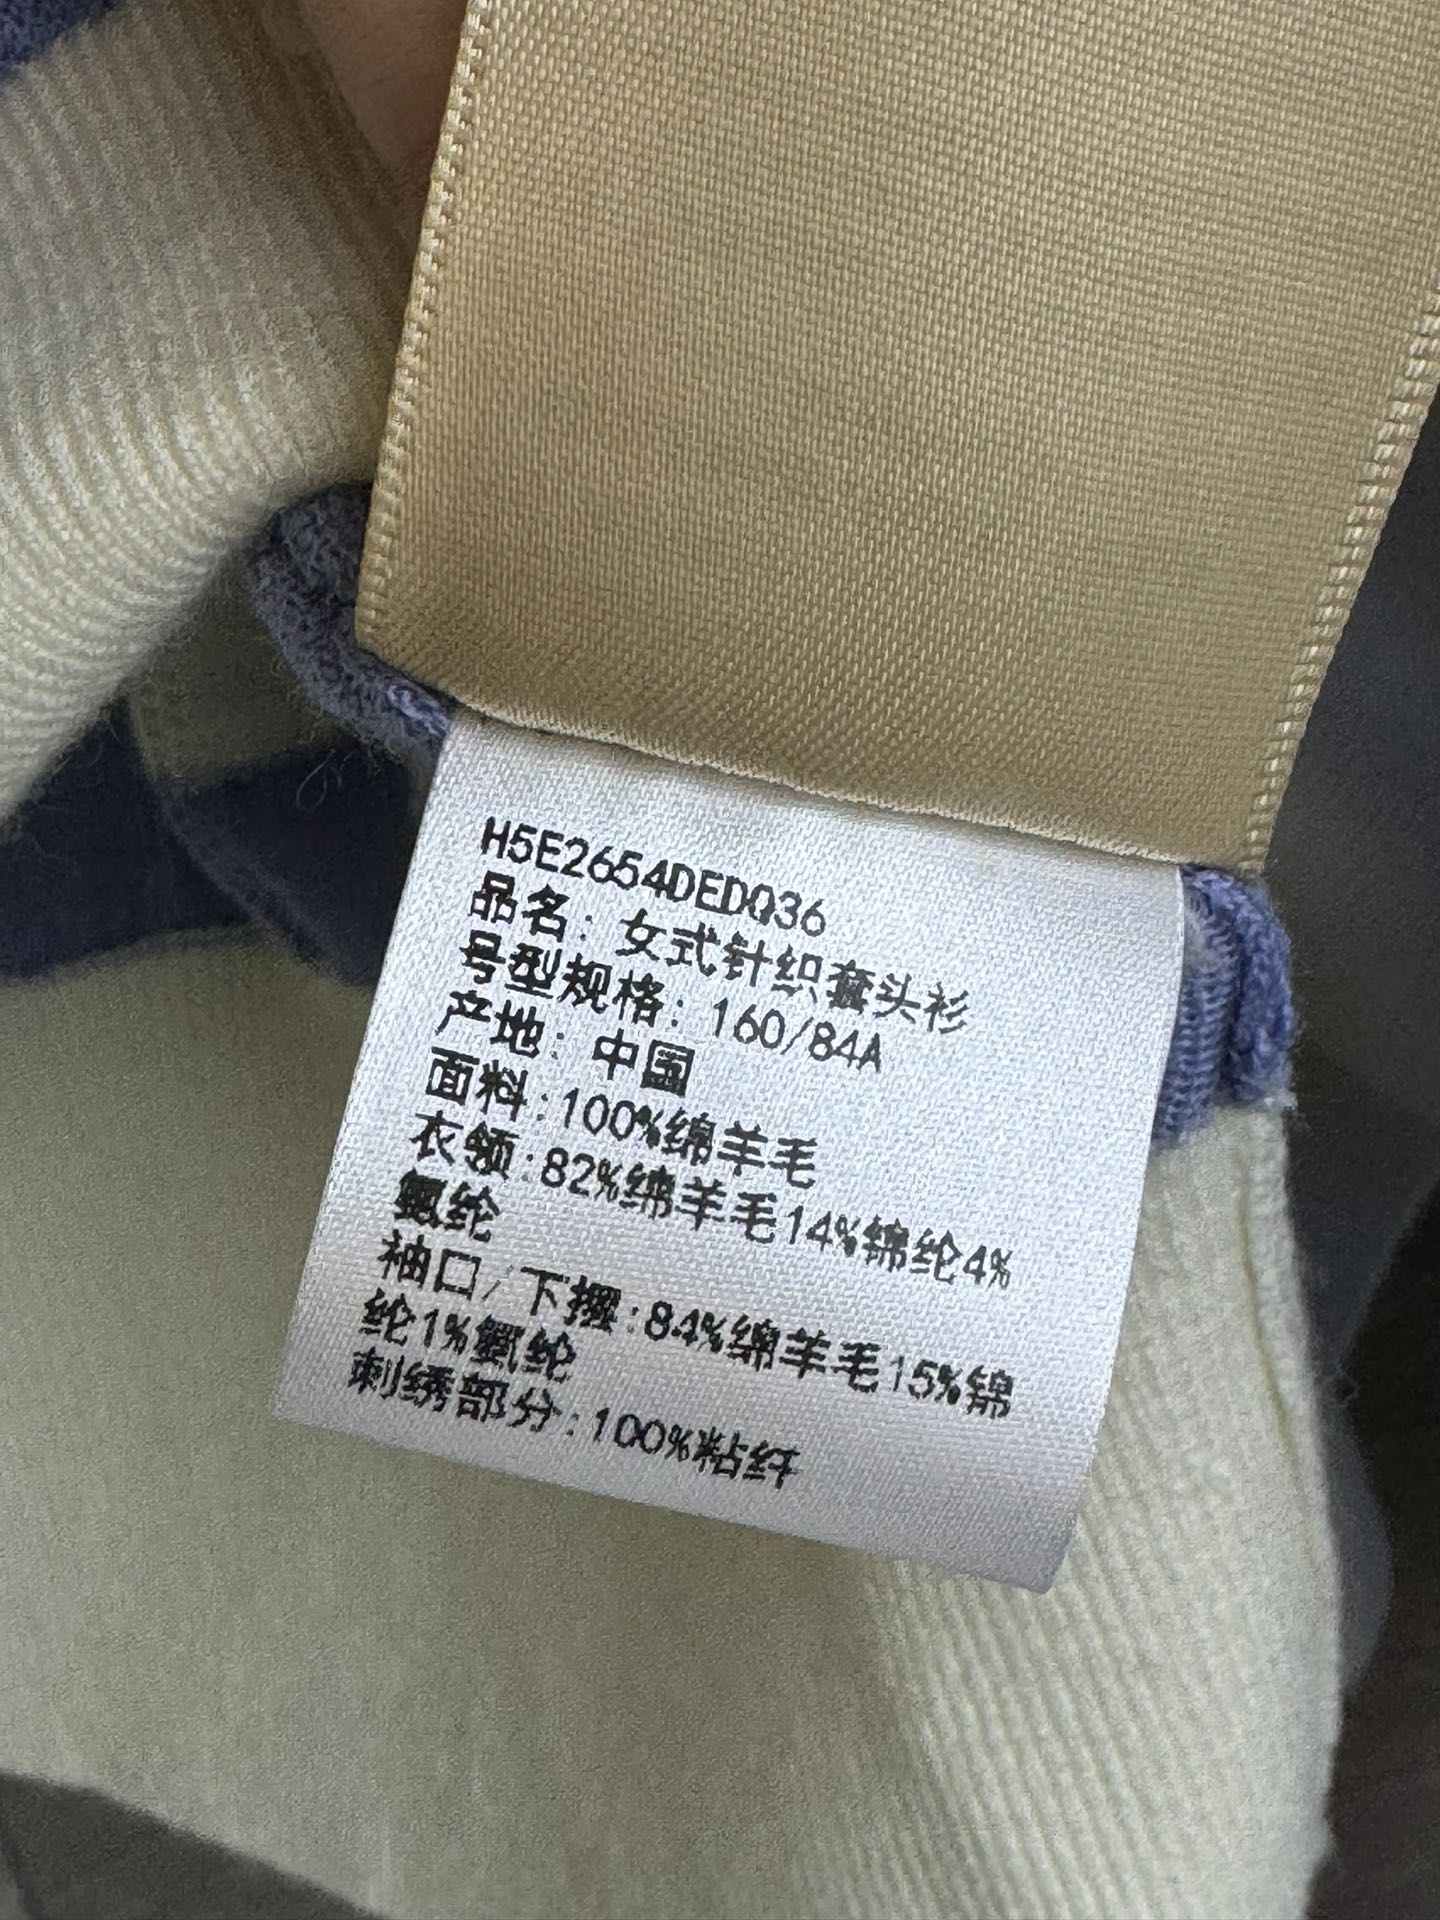 H5E2654DEDQ36
品名：女式针织套头衫
号型规格：160/84A
产地：中国
面料:100%绵羊毛
衣领:82%绵羊毛14%锦纶4%
氨纶
袖口/下摆:84%绵羊毛15%锦
纶1%氨纶
刺绣部分:100%粘纤